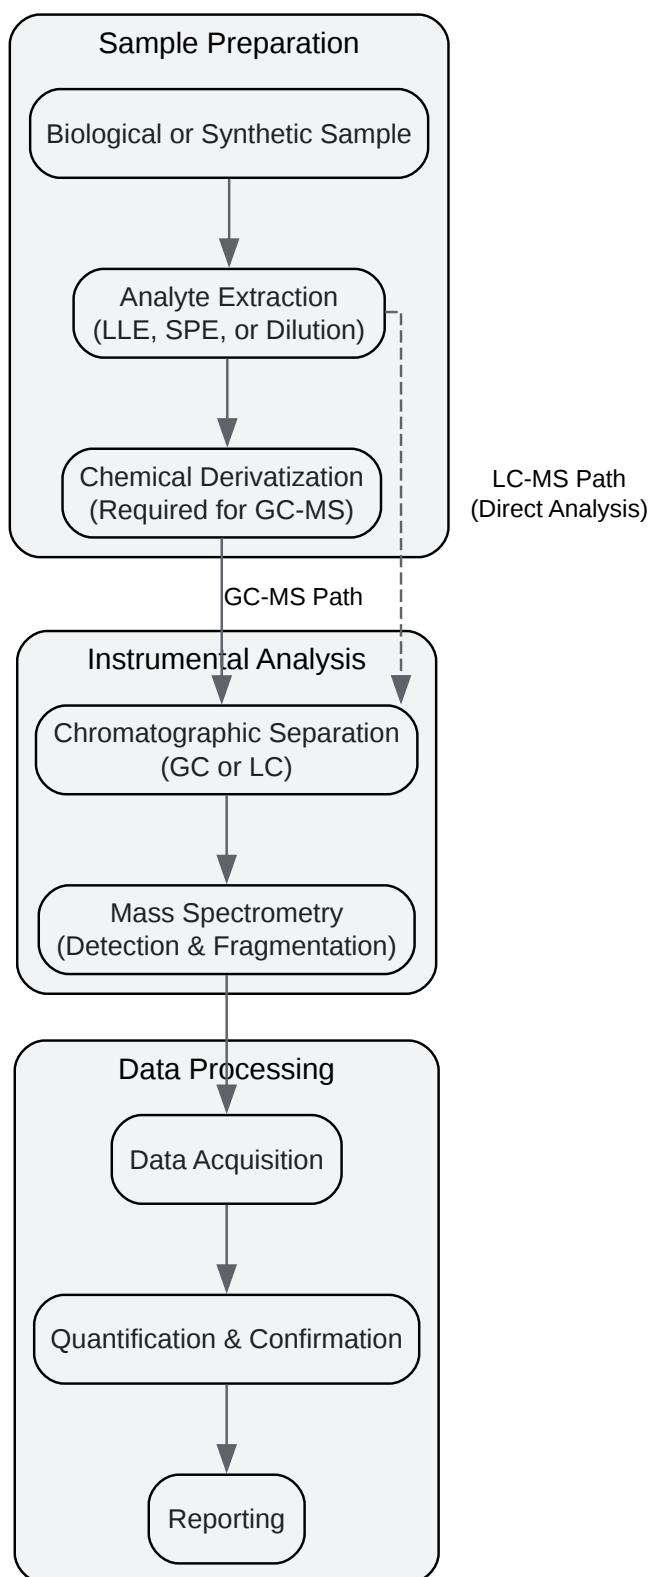 Sample Preparation
Biological or Synthetic Sample
Analyte Extraction
(LLE, SPE, or Dilution)
Chemical Derivatization
(Required for GC-MS)
LC-MS Path
(Direct Analysis)
GC-MS Path
Instrumental Analysis
Chromatographic Separation
(GC or LC)
Mass Spectrometry
(Detection & Fragmentation)
Data Processing
Data Acquisition
Quantification & Confirmation
Reporting